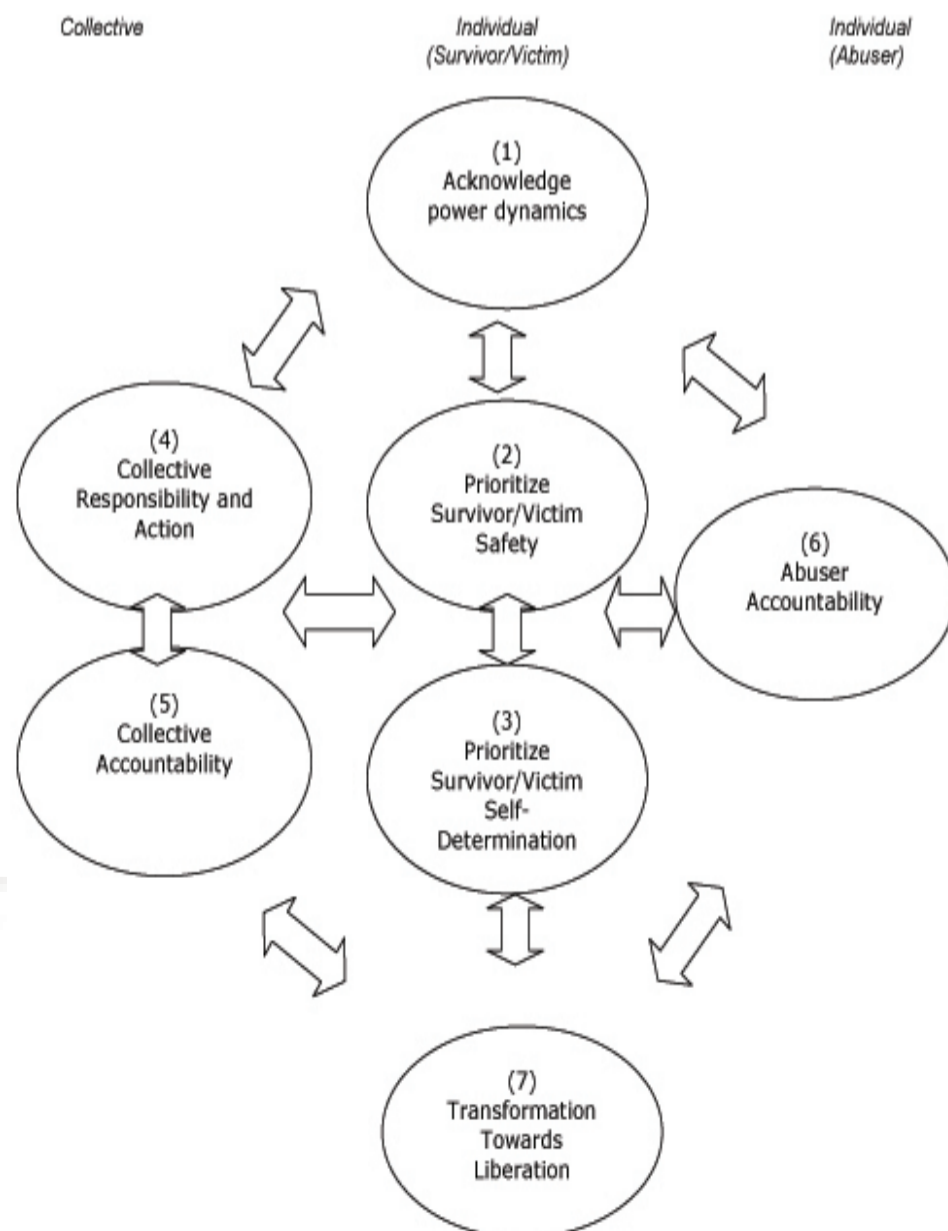 Collective
Individual
(Survivor/Victim)
Individual
(Abuser)
(1)
Acknowledge
power dynamics
(4)
Collective
Responsibility and
Action
(2)
Prioritize
Survivor/Victim
Safety
(6)
Abuser
Accountability
(5)
Collective
Accountability
(3)
Prioritize
Survivor/Victim
Self-
Determination
(7)
Transformation
Towards
Liberation